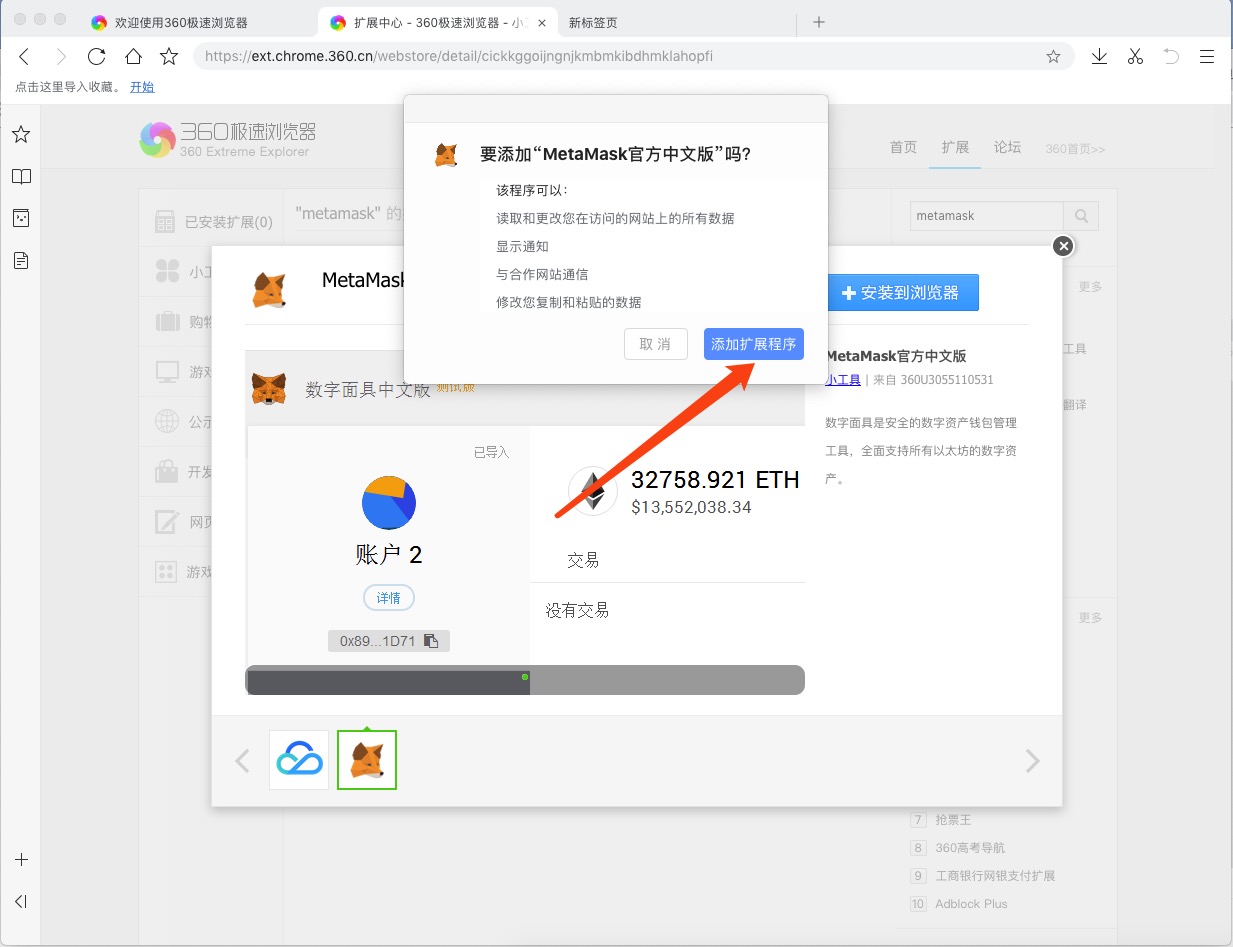 欢迎使用360极速浏览器
扩展中心 - 360极速浏览器 - 小
新标签页
https://ext.chrome.360.cn/webstore/detail/cickkggoijngnjkmbmkibdhmklahopfi
点击这里导入收藏。 开始
360极速浏览器
360 Extreme Explorer
首页 扩展 论坛 360首页>>
要添加“MetaMask官方中文版”吗?
该程序可以:
读取和更改您在访问的网站上的所有数据
显示通知
与合作网站通信
修改您复制和粘贴的数据
取消
添加扩展程序
已安装扩展(0)
"metamask" 的
metamask
小工
购物
游戏
公示
开发
网页
游戏
更多
工具
翻译
更多
MetaMask
安装到浏览器
MetaMask官方中文版
小工具 | 来自 360U3055110531
数字面具是安全的数字资产钱包管理
工具，全面支持所有以太坊的数字资
产。
数字面具中文版 测试版
已导入
账户 2
详情
0x89...1D71
32758.921 ETH
$13,552,038.34
交易
没有交易
7 抢票王
8 360高考导航
9 工商银行网银支付扩展
10 Adblock Plus